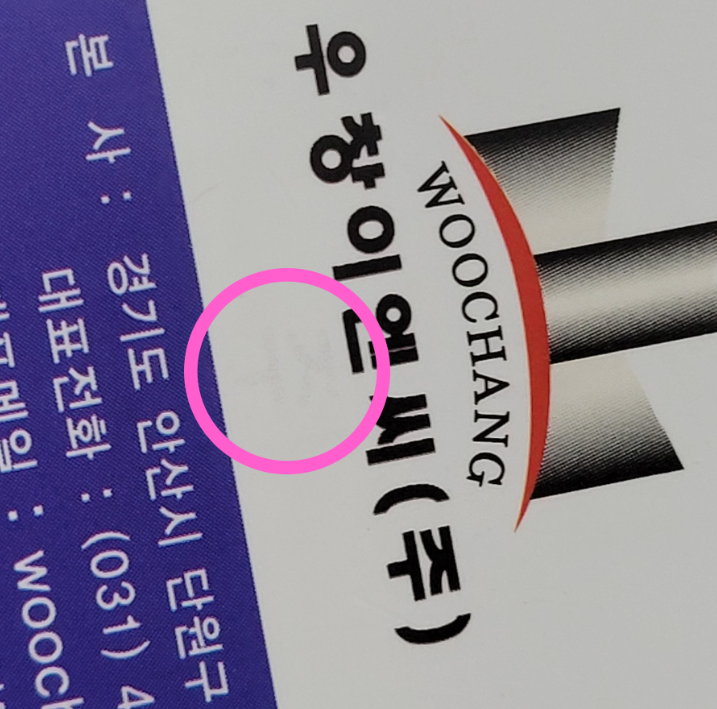 WOOCHANG
우창이엔씨(주)
본 사 : 경기도 안산시 단원구
대표전화 : (031) 4